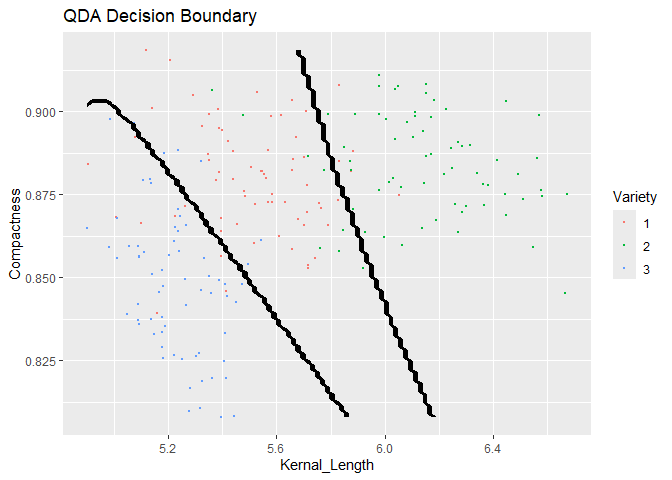 QDA Decision Boundary
0.900
0.875
0.850
0.825
Compactness
5.2 5.6 6.0 6.4
Kernal_Length
Variety
1
2
3